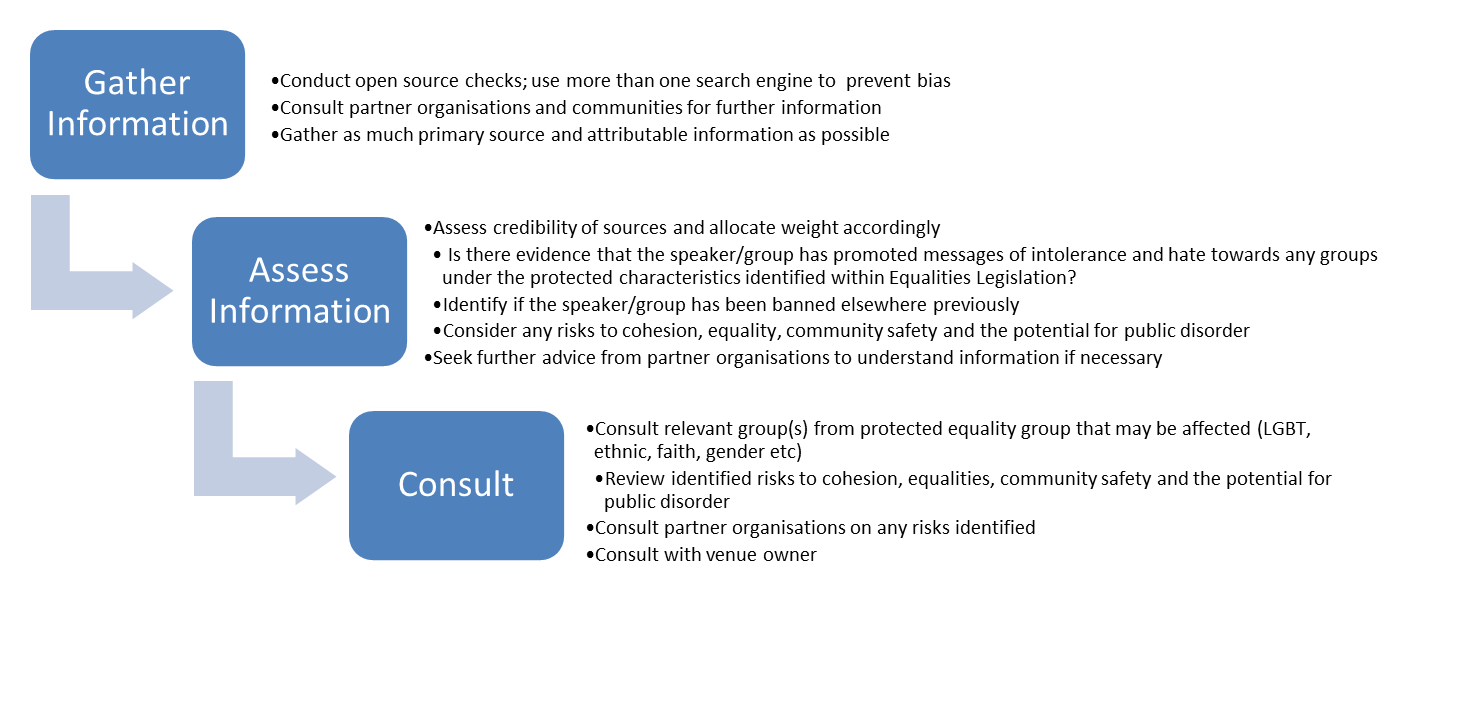 Gather
Information
•Conduct open source checks; use more than one search engine to  prevent bias
•Consult partner organisations and communities for further information
•Gather as much primary source and attributable information as possible
Assess
Information
•Assess credibility of sources and allocate weight accordingly
• Is there evidence that the speaker/group has promoted messages of intolerance and hate towards any groups
under the protected characteristics identified within Equalities Legislation?
•Identify if the speaker/group has been banned elsewhere previously
•Consider any risks to cohesion, equality, community safety and the potential for public disorder
•Seek further advice from partner organisations to understand information if necessary
Consult
•Consult relevant group(s) from protected equality group that may be affected (LGBT,
ethnic, faith, gender etc)
•Review identified risks to cohesion, equalities, community safety and the potential for
public disorder
•Consult partner organisations on any risks identified
•Consult with venue owner